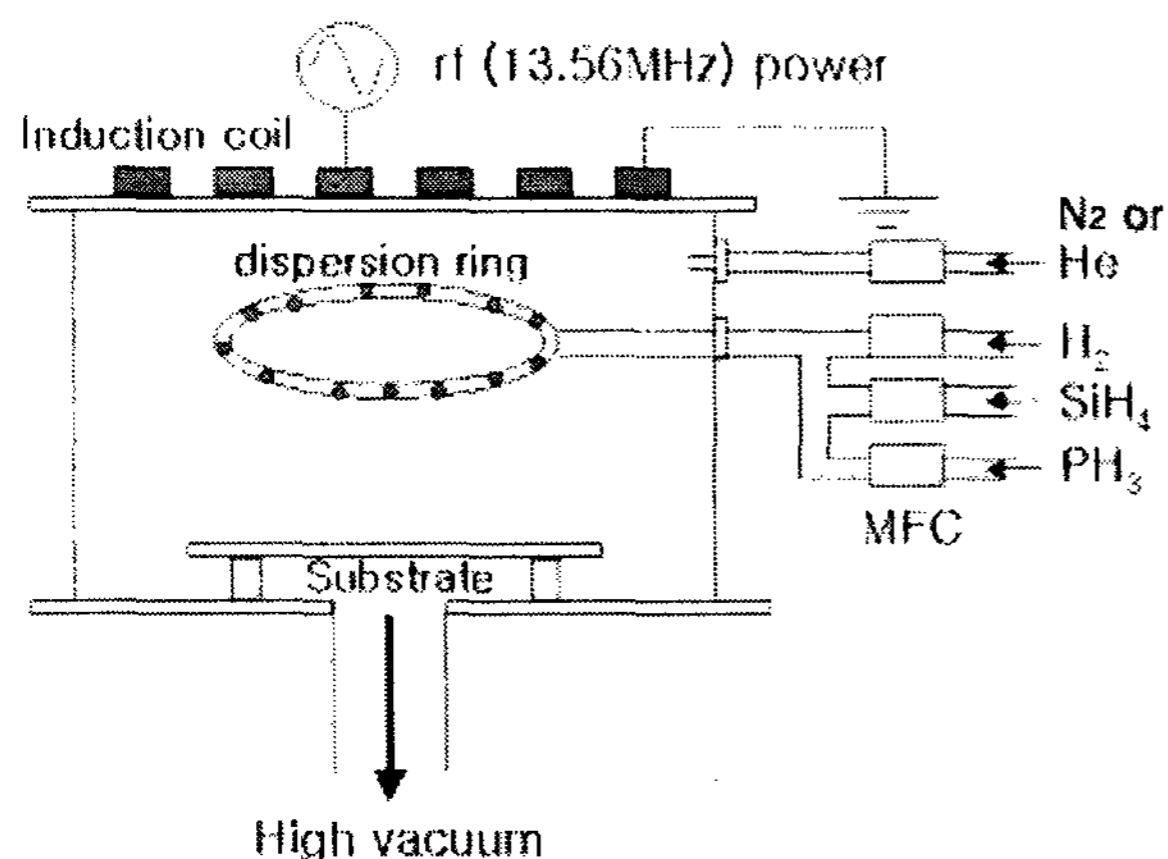 rf (13.56MHz) power
Induction coil
N₂ or
He
dispersion ring
H₂
SiH₄
PH₃
MFC
Substrate
High vacuum